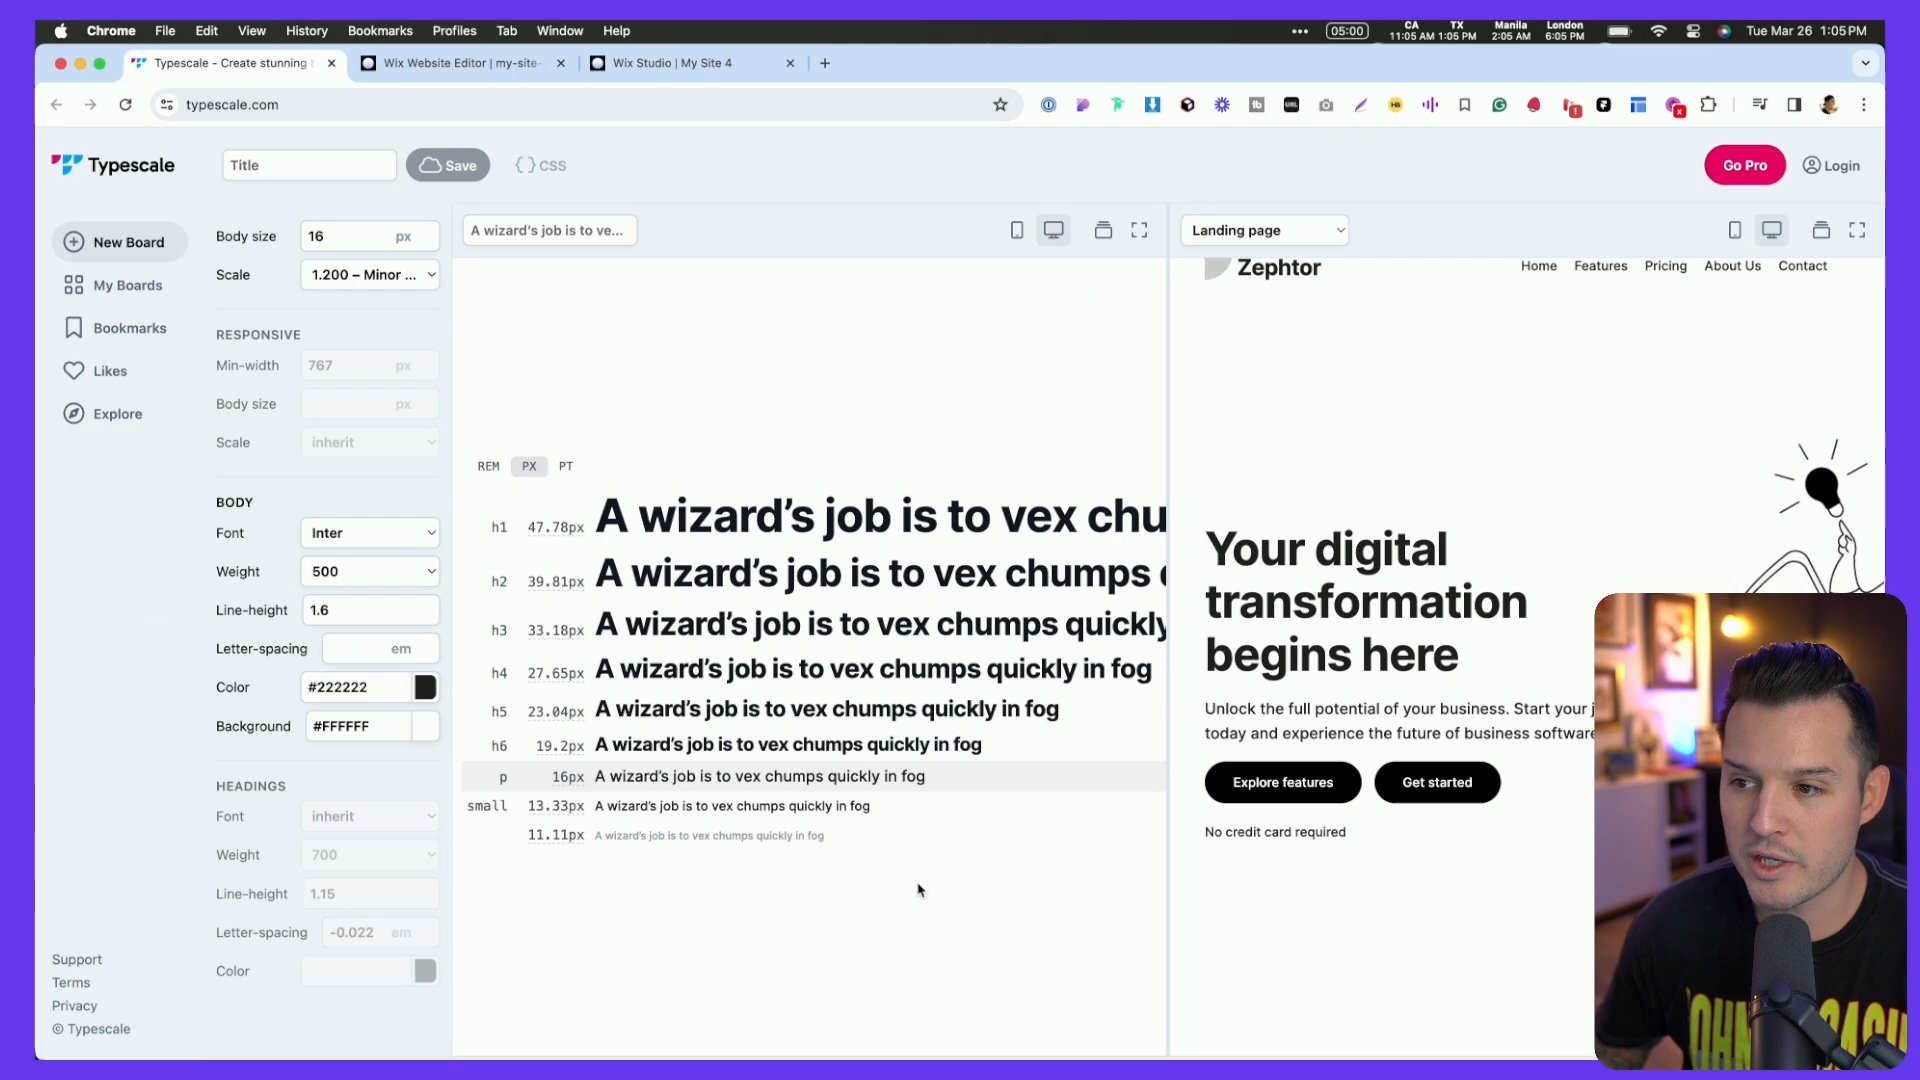 Chrome File Edit View History Bookmarks Profiles Tab Window Help
05:00
CA
11:05 AM
TX
1:05 PM
Manila
2:05 AM
London
6:05 PM
Tue Mar 26 1:05 PM
Typescale - Create stunning t
Wix Website Editor | my-site-
Wix Studio | My Site 4
typescale.com
Typescale
Title
Save
{ } CSS
Go Pro
Login
New Board
My Boards
Bookmarks
Likes
Explore
Support
Terms
Privacy
© Typescale
Body size 16 px
Scale 1.200 – Minor ...
RESPONSIVE
Min-width 767 px
Body size px
Scale inherit
BODY
Font Inter
Weight 500
Line-height 1.6
Letter-spacing em
Color #222222
Background #FFFFFF
HEADINGS
Font inherit
Weight 700
Line-height 1.15
Letter-spacing -0.022 em
Color
A wizard's job is to ve...
REM PX PT
h1 47.78px A wizard’s job is to vex chu
h2 39.81px A wizard’s job is to vex chumps
h3 33.18px A wizard’s job is to vex chumps quickly
h4 27.65px A wizard’s job is to vex chumps quickly in fog
h5 23.04px A wizard’s job is to vex chumps quickly in fog
h6 19.2px A wizard’s job is to vex chumps quickly in fog
p 16px A wizard’s job is to vex chumps quickly in fog
small 13.33px A wizard’s job is to vex chumps quickly in fog
11.11px A wizard’s job is to vex chumps quickly in fog
Landing page
Zephtor
Home Features Pricing About Us Contact
Your digital
transformation
begins here
Unlock the full potential of your business. Start your j
today and experience the future of business software
Explore features
Get started
No credit card required